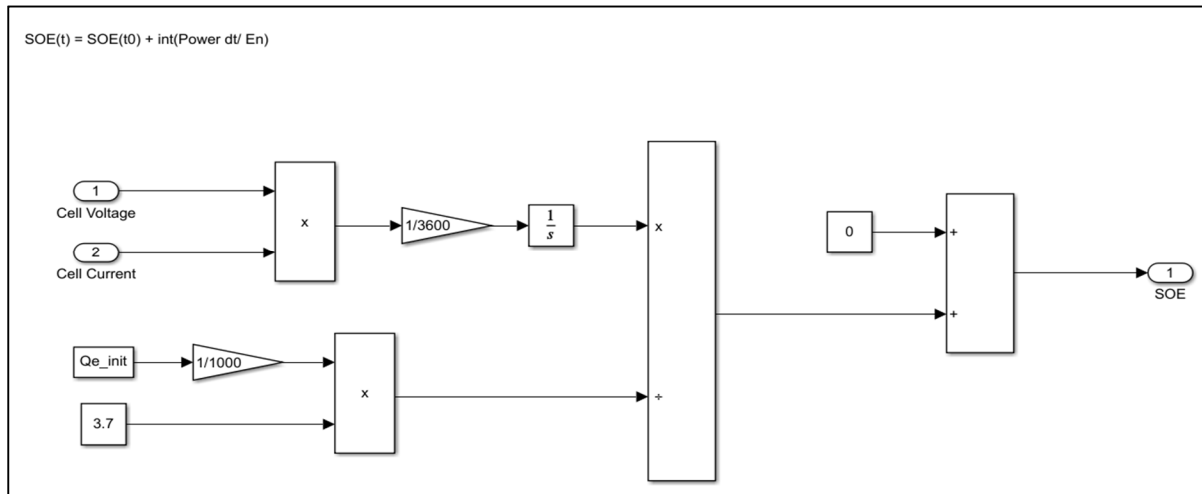 SOE(t) = SOE(t0) + int(Power dt/ En)
1
Cell Voltage
2
Cell Current
x
1/3600
1
s
x
÷
0
+
+
1
SOE
Qe_init
1/1000
3.7
x